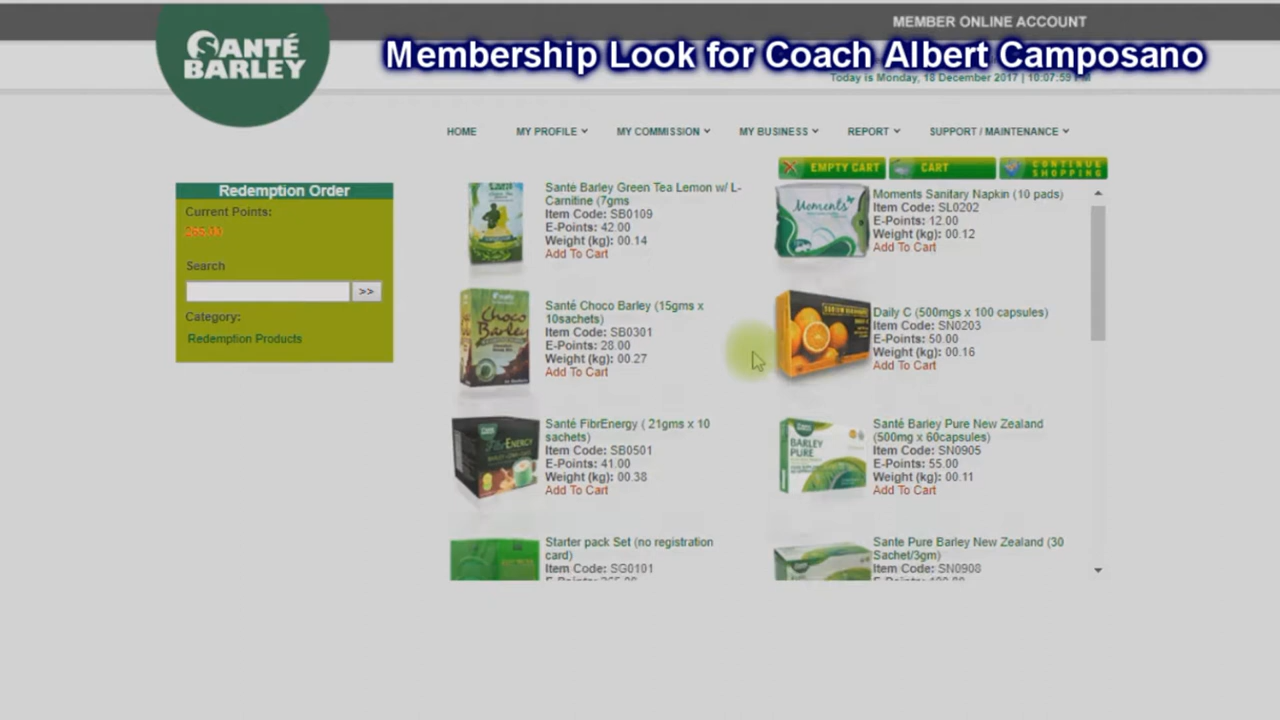 SANTÉ
BARLEY
MEMBER ONLINE ACCOUNT
Membership Look for Coach Albert Camposano
Today is Monday, 18 December 2017 | 10:07:59
HOME
MY PROFILE
MY COMMISSION
MY BUSINESS
REPORT
SUPPORT / MAINTENANCE
EMPTY CART
CART
CONTINUE
SHOPPING
Redemption Order
Current Points:
Search
>>
Category:
Redemption Products
Santé Barley Green Tea Lemon w/ L-
Carnitine (7gms
Item Code: SB0109
E-Points: 42.00
Weight (kg): 00.14
Add To Cart
Moments
Moments Sanitary Napkin (10 pads)
Item Code: SL0202
E-Points: 12.00
Weight (kg): 00.12
Add To Cart
Choco
Barley
Santé Choco Barley (15gms x
10sachets)
Item Code: SB0301
E-Points: 28.00
Weight (kg): 00.27
Add To Cart
Daily C (500mgs x 100 capsules)
Item Code: SN0203
E-Points: 50.00
Weight (kg): 00.16
Add To Cart
Santé FibrEnergy ( 21gms x 10
sachets)
Item Code: SB0501
E-Points: 41.00
Weight (kg): 00.38
Add To Cart
BARLEY
PURE
Santé Barley Pure New Zealand
(500mg x 60capsules)
Item Code: SN0905
E-Points: 55.00
Weight (kg): 00.11
Add To Cart
Starter pack Set (no registration
card)
Item Code: SG0101
Sante Pure Barley New Zealand (30
Sachet/3gm)
Item Code: SN0908